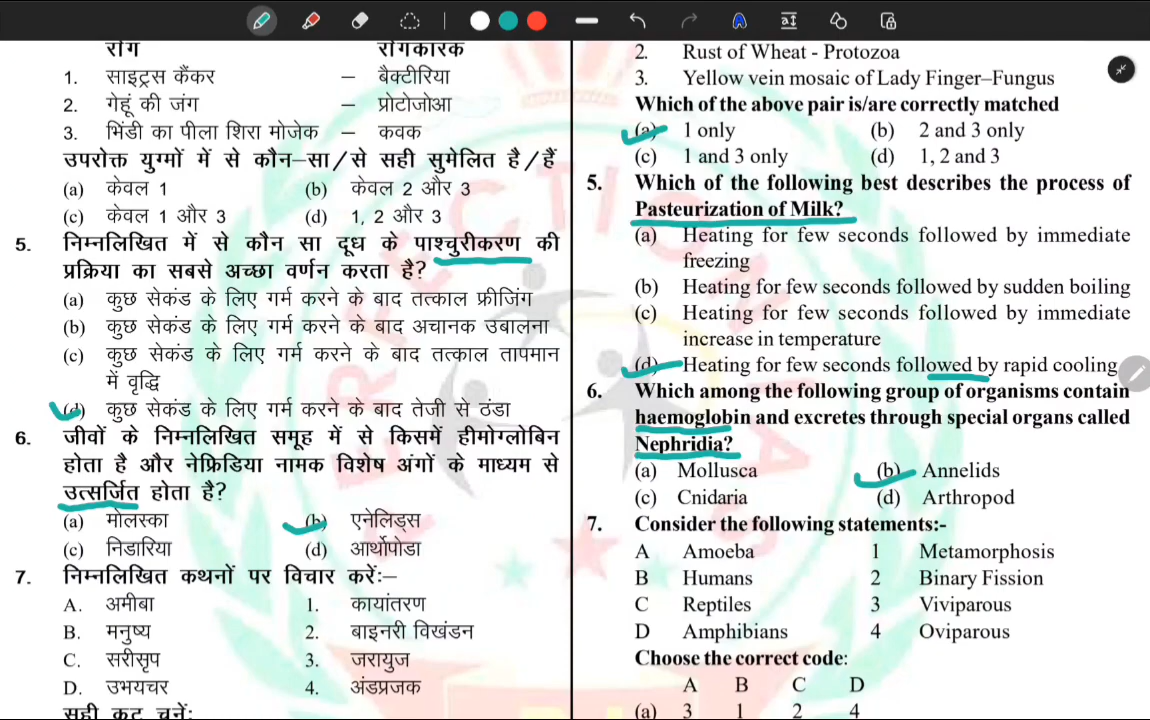 रोग रोगकारक
1. साइट्रस कैंकर – बैक्टीरिया
2. गेहूं की जंग – प्रोटोजोआ
3. भिंडी का पीला शिरा मोजेक – कवक
उपरोक्त युग्मों में से कौन–सा/से सही सुमेलित है/हैं
(a) केवल 1 (b) केवल 2 और 3
(c) केवल 1 और 3 (d) 1, 2 और 3
5. निम्नलिखित में से कौन सा दूध के पाश्चुरीकरण की
प्रक्रिया का सबसे अच्छा वर्णन करता है?
(a) कुछ सेकंड के लिए गर्म करने के बाद तत्काल फ्रीजिंग
(b) कुछ सेकंड के लिए गर्म करने के बाद अचानक उबालना
(c) कुछ सेकंड के लिए गर्म करने के बाद तत्काल तापमान
में वृद्धि
(d) कुछ सेकंड के लिए गर्म करने के बाद तेजी से ठंडा
6. जीवों के निम्नलिखित समूह में से किसमें हीमोग्लोबिन
होता है और नेफ्रिडिया नामक विशेष अंगों के माध्यम से
उत्सर्जित होता है?
(a) मोलस्का (b) एनेलिड्स
(c) निडारिया (d) आर्थोपोडा
7. निम्नलिखित कथनों पर विचार करें:–
A. अमीबा 1. कायांतरण
B. मनुष्य 2. बाइनरी विखंडन
C. सरीसृप 3. जरायुज
D. उभयचर 4. अंडप्रजक
सही कूट चुनें:
2. Rust of Wheat - Protozoa
3. Yellow vein mosaic of Lady Finger–Fungus
Which of the above pair is/are correctly matched
(a) 1 only (b) 2 and 3 only
(c) 1 and 3 only (d) 1, 2 and 3
5. Which of the following best describes the process of
Pasteurization of Milk?
(a) Heating for few seconds followed by immediate
freezing
(b) Heating for few seconds followed by sudden boiling
(c) Heating for few seconds followed by immediate
increase in temperature
(d) Heating for few seconds followed by rapid cooling
6. Which among the following group of organisms contain
haemoglobin and excretes through special organs called
Nephridia?
(a) Mollusca (b) Annelids
(c) Cnidaria (d) Arthropod
7. Consider the following statements:-
A Amoeba 1 Metamorphosis
B Humans 2 Binary Fission
C Reptiles 3 Viviparous
D Amphibians 4 Oviparous
Choose the correct code:
A B C D
(a) 3 1 2 4